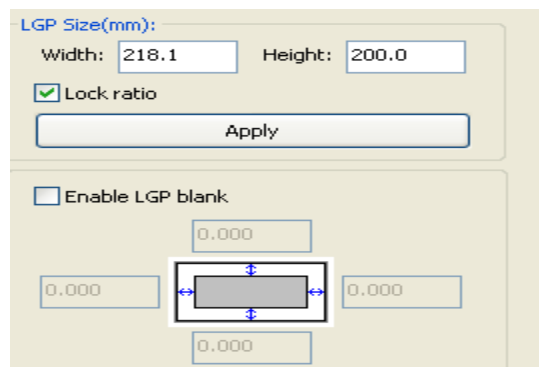 LGP Size(mm):
Width: 218.1 Height: 200.0
Lock ratio
Apply
Enable LGP blank
0.000
0.000 0.000
0.000